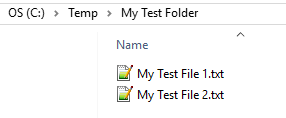 OS (C:) > Temp > My Test Folder
Name
My Test File 1.txt
My Test File 2.txt